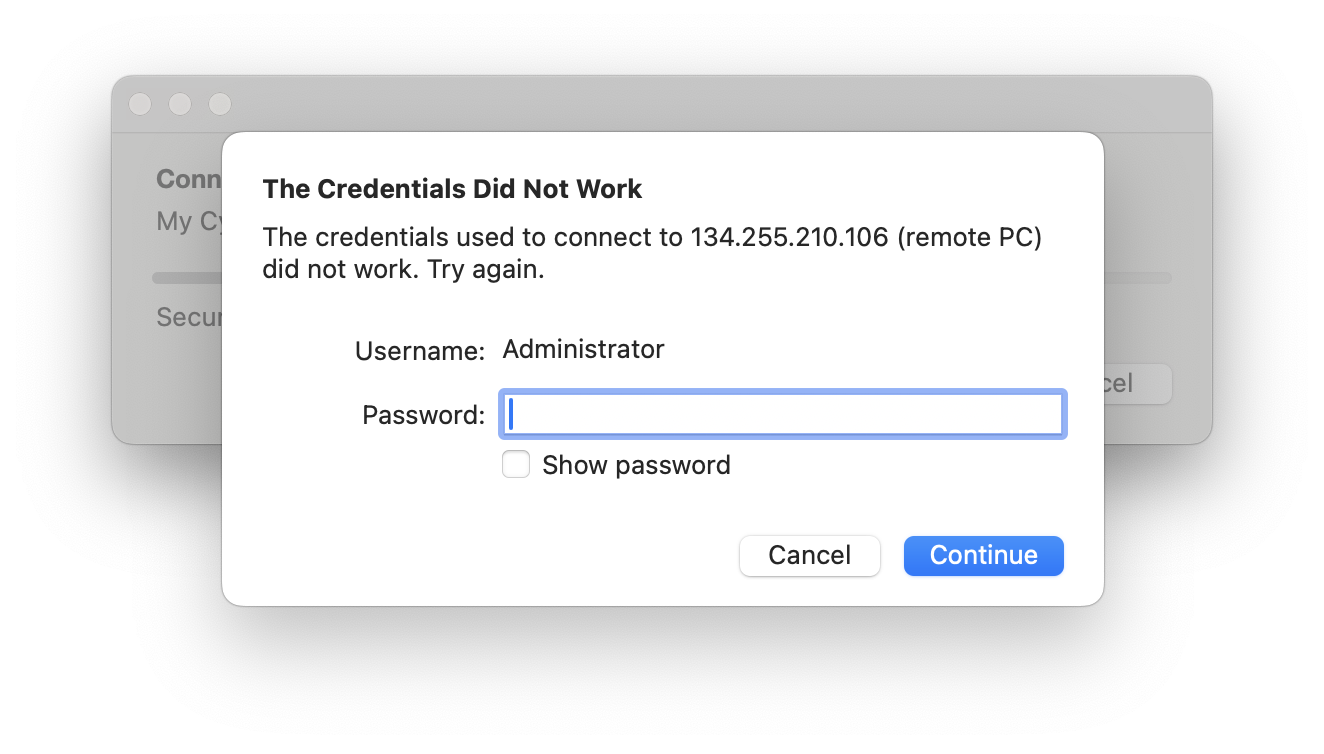 The Credentials Did Not Work
The credentials used to connect to 134.255.210.106 (remote PC)
did not work. Try again.
Username: Administrator
Password:
Show password
Cancel Continue
Conn
My Cy
Secur
cel